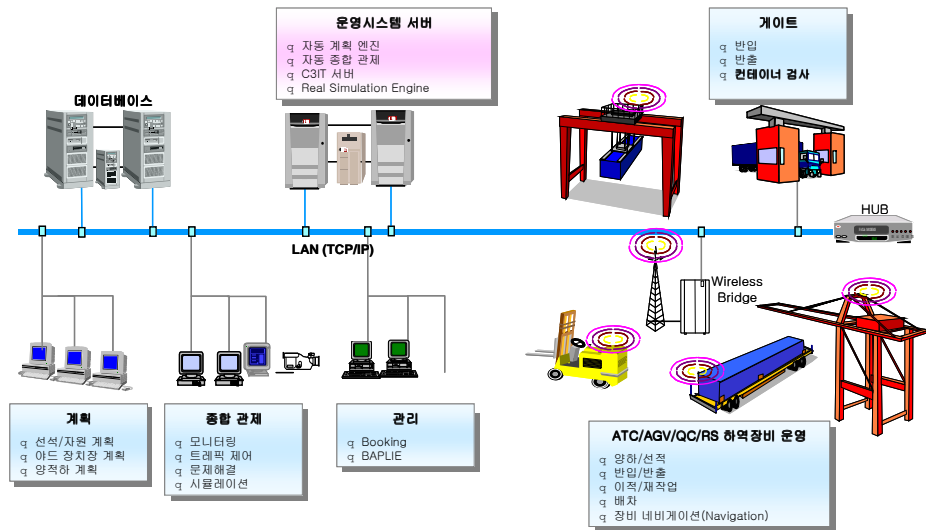 운영시스템 서버
q 자동 계획 엔진
q 자동 종합 관제
q C3IT 서버
q Real Simulation Engine
게이트
q 반입
q 반출
q 컨테이너 검사
데이터베이스
HUB
LAN (TCP/IP)
Wireless
Bridge
계획
q 선석/자원 계획
q 야드 장치장 계획
q 양적하 계획
종합 관제
q 모니터링
q 트레픽 제어
q 문제해결
q 시뮬레이션
관리
q Booking
q BAPLIE
ATC/AGV/QC/RS 하역장비 운영
q 양하/선적
q 반입/반출
q 이적/재작업
q 배차
q 장비 네비게이션(Navigation)